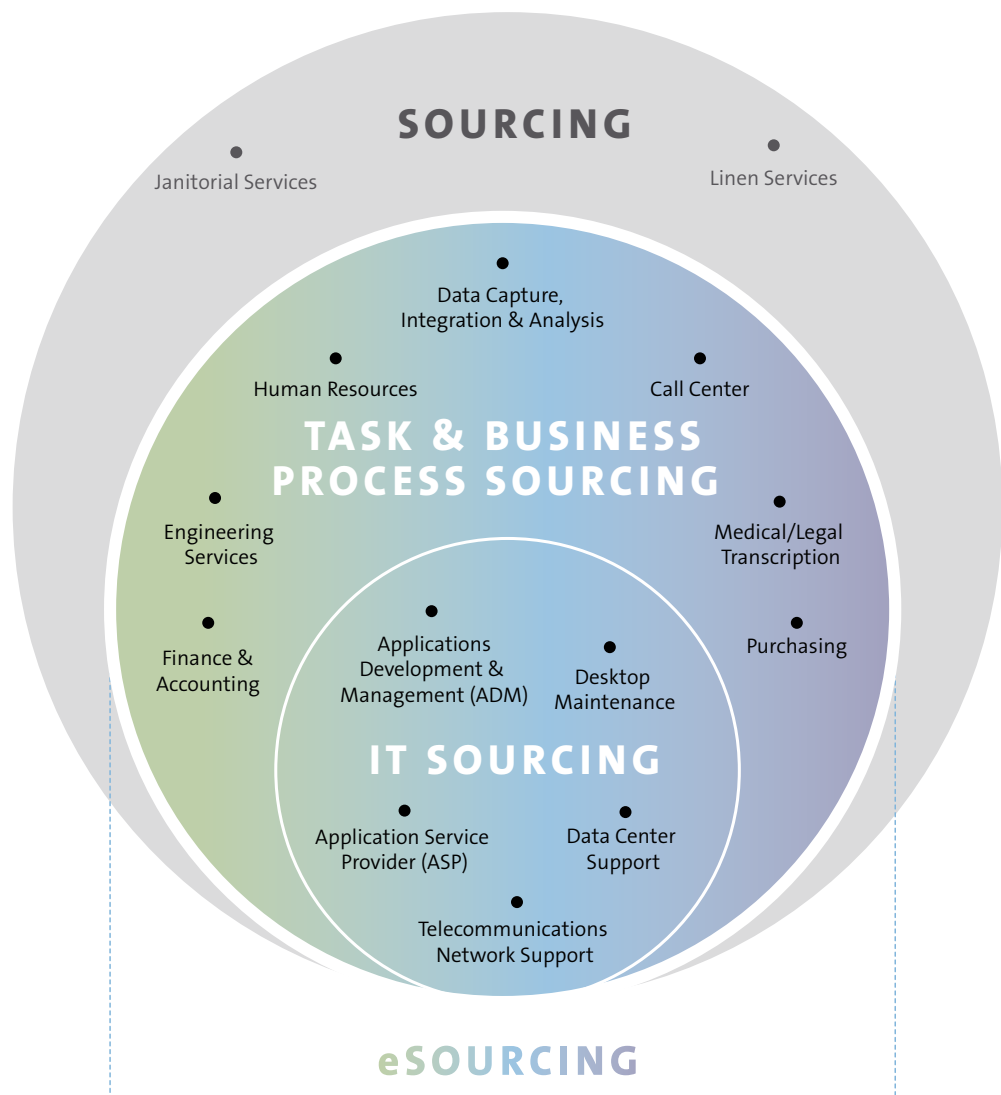 SOURCING
Janitorial Services
Linen Services
Data Capture,
Integration & Analysis
Human Resources
Call Center
TASK & BUSINESS
PROCESS SOURCING
Engineering
Services
Medical/Legal
Transcription
Finance &
Accounting
Purchasing
Applications
Development &
Management (ADM)
Desktop
Maintenance
IT SOURCING
Application Service
Provider (ASP)
Data Center
Support
Telecommunications
Network Support
eSOURCING